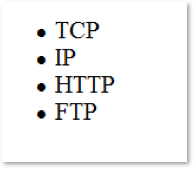 • TCP
• IP
• HTTP
• FTP